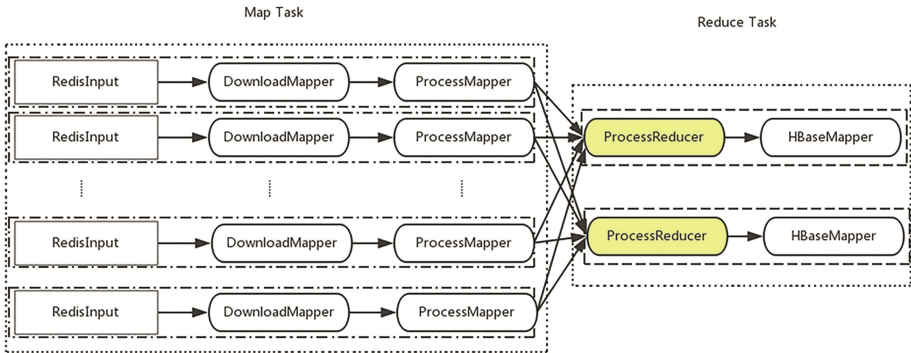 Map Task
Reduce Task
RedisInput DownloadMapper ProcessMapper
RedisInput DownloadMapper ProcessMapper
ProcessReducer HBaseMapper
RedisInput DownloadMapper ProcessMapper
ProcessReducer HBaseMapper
RedisInput DownloadMapper ProcessMapper